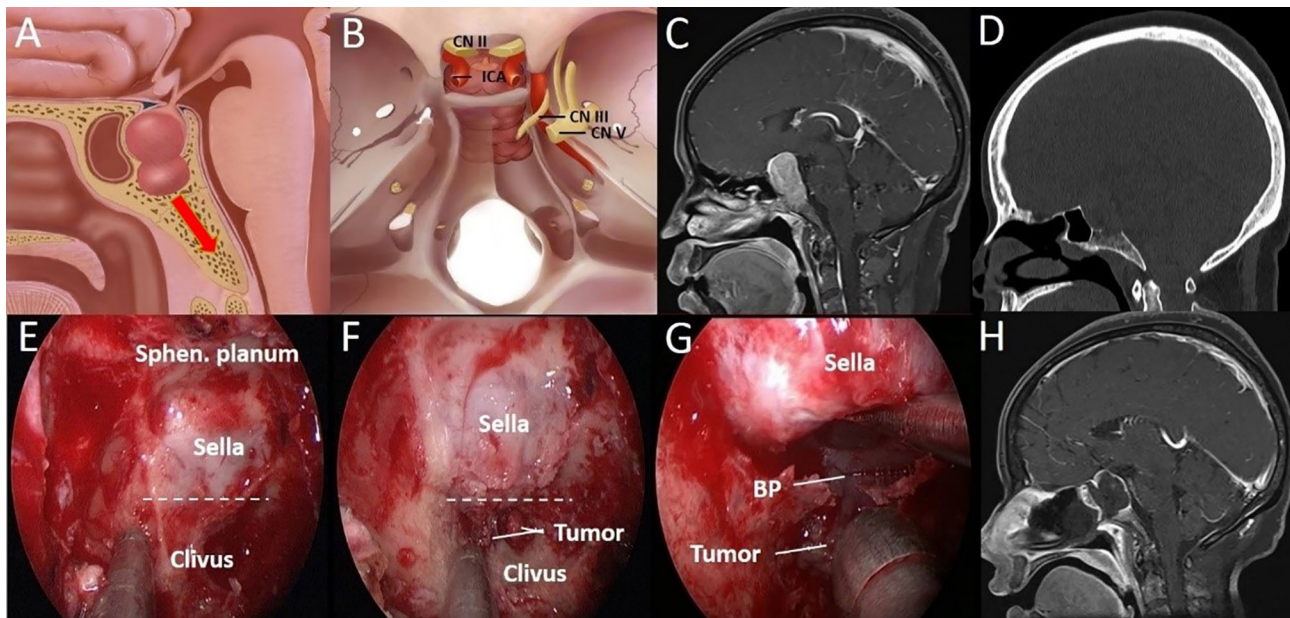 A
B
CN II
ICA
CN III
CN V
C
D
E
Sphen. planum
Sella
Clivus
F
Sella
Tumor
Clivus
G
Sella
BP
Tumor
H